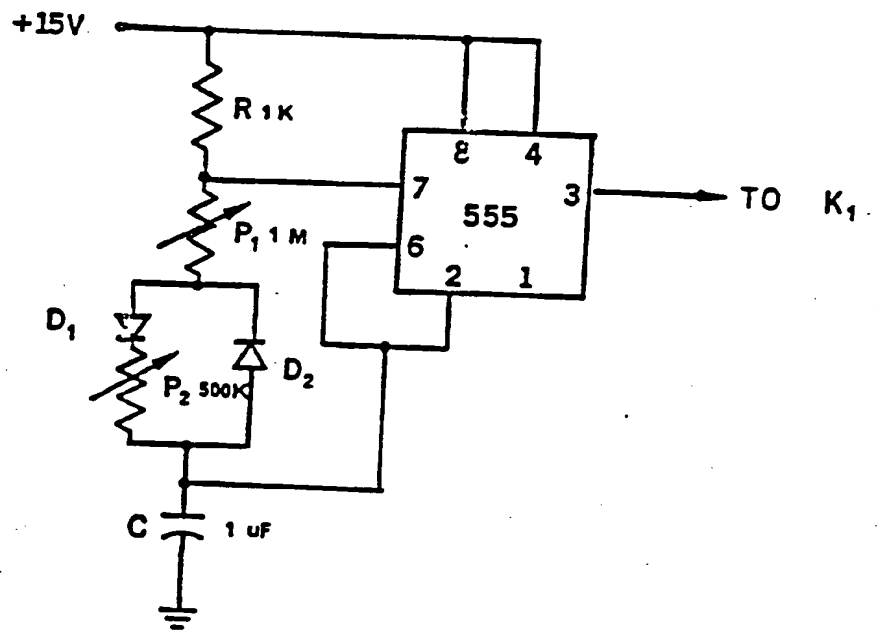 +15V
R 1K
8 4
7 3 TO K₁
555
P₁ 1 M 6
2 1
D₁
P₂ 500K D₂
C 1 uF